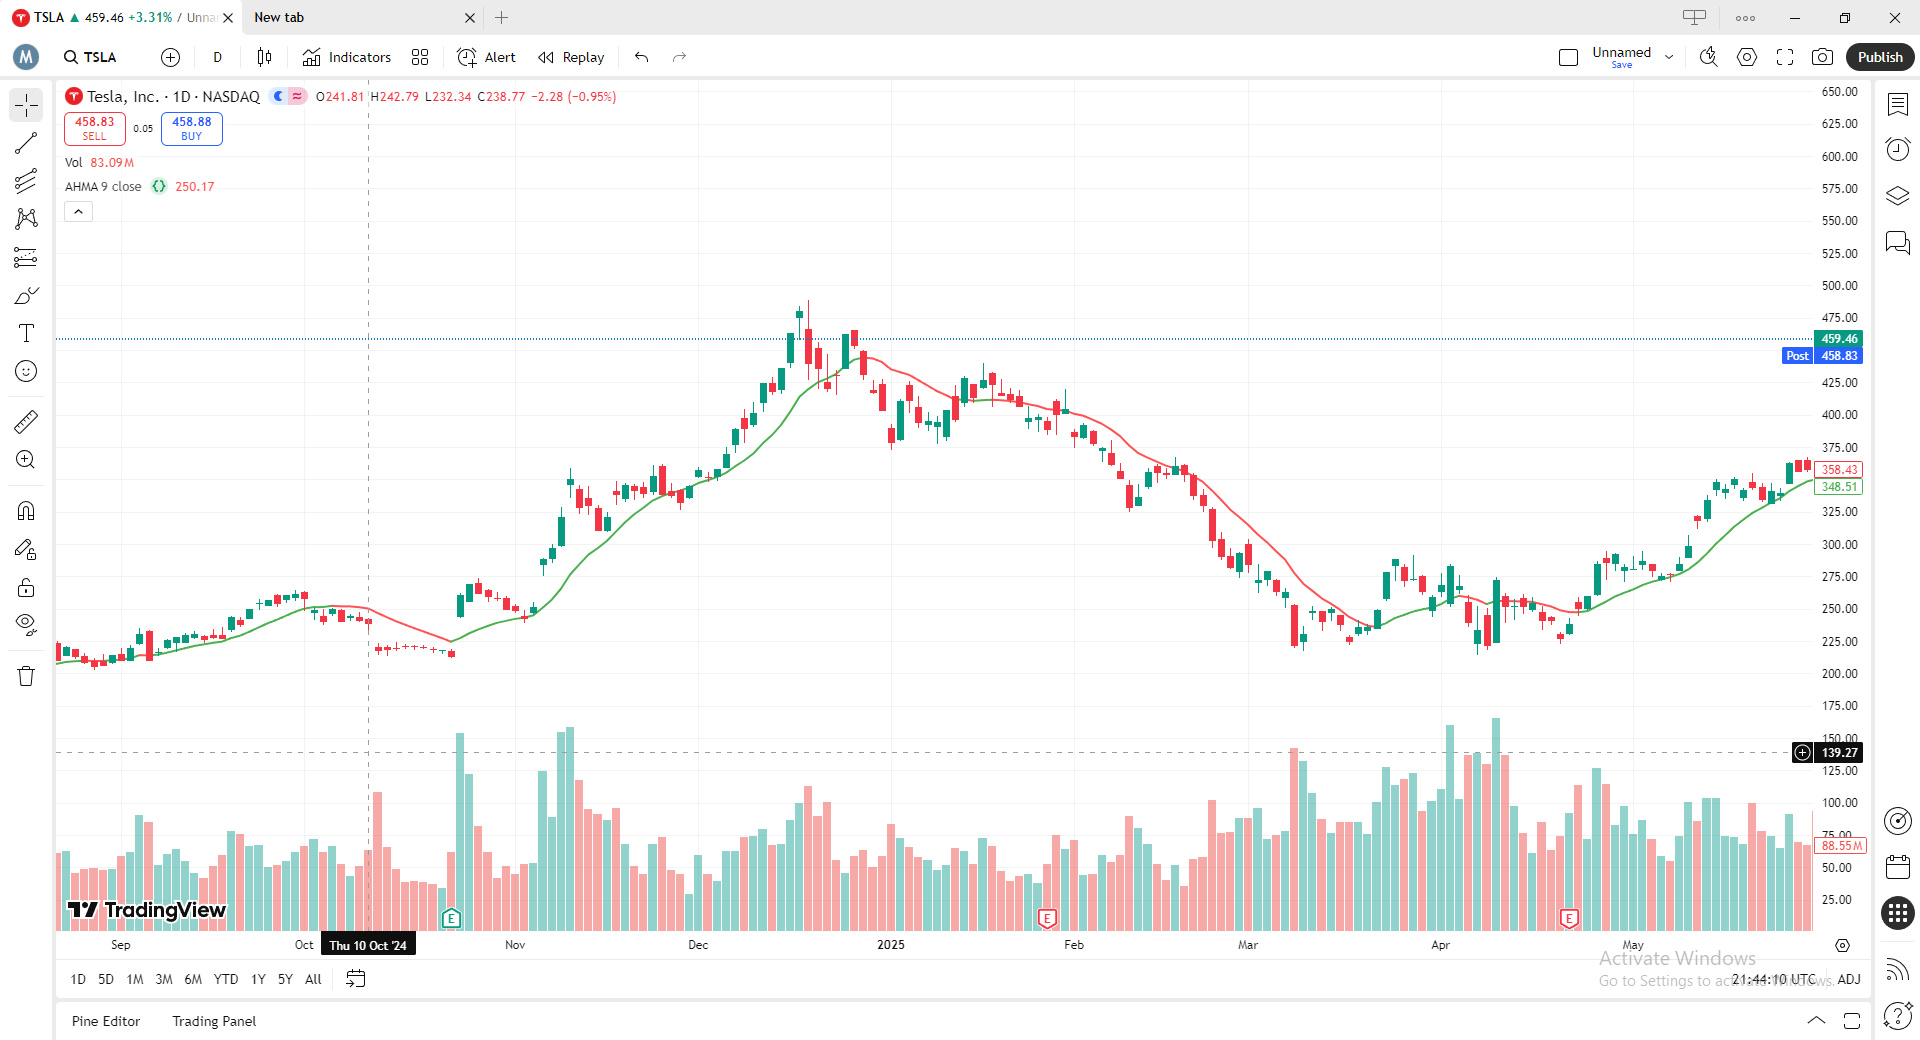 TSLA ▲ 459.46 +3.31% / Unna
New tab
M
TSLA
D
Indicators
Alert
Replay
Unnamed
Save
Publish
Tesla, Inc. · 1D · NASDAQ
O241.81 H242.79 L232.34 C238.77 −2.28 (−0.95%)
458.83
SELL
0.05
458.88
BUY
Vol 83.09M
AHMA 9 close {} 250.17
650.00
625.00
600.00
575.00
550.00
525.00
500.00
475.00
459.46
Post 458.83
425.00
400.00
375.00
358.43
348.51
325.00
300.00
275.00
250.00
225.00
200.00
175.00
150.00
139.27
125.00
100.00
75.00
88.55M
50.00
25.00
TradingView
E
E
E
Sep
Oct
Thu 10 Oct '24
Nov
Dec
2025
Feb
Mar
Apr
May
Activate Windows
Go to Settings to activate Windows.
1D 5D 1M 3M 6M YTD 1Y 5Y All
21:44:10 UTC
ADJ
Pine Editor
Trading Panel